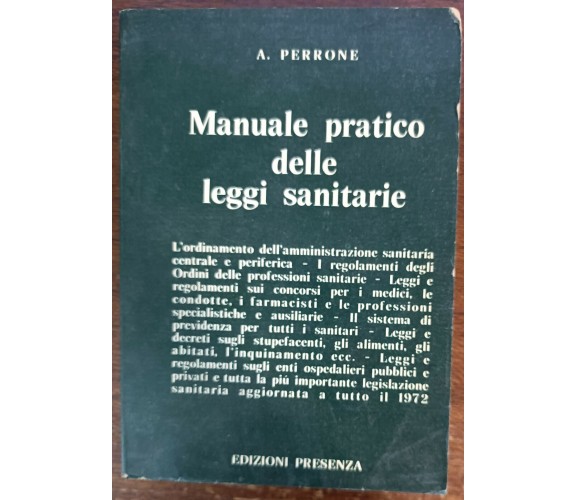 A. PERRONE
Manuale pratico
delle
leggi sanitarie
L'ordinamento dell'amministrazione sanitaria
centrale e periferica - I regolamenti degli
Ordini delle professioni sanitarie - Leggi e
regolamenti sui concorsi per i medici, le
condotte, i farmacisti e le professioni
specialistiche e ausiliarie - Il sistema di
previdenza per tutti i sanitari - Leggi e
decreti sugli stupefacenti, gli alimenti, gli
abitati, l'inquinamento ecc. - Leggi e
regolamenti sugli enti ospedalieri pubblici e
privati e tutta la più importante legislazione
sanitaria aggiornata a tutto il 1972
EDIZIONI PRESENZA